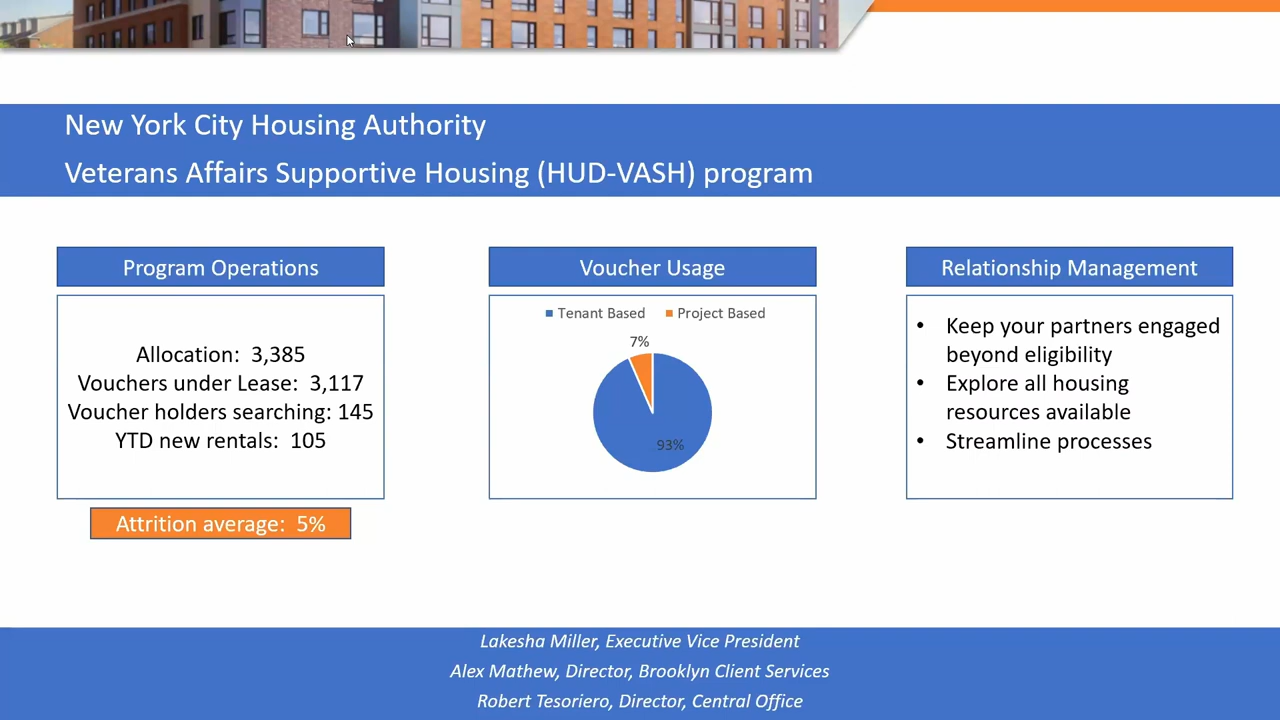 New York City Housing Authority
Veterans Affairs Supportive Housing (HUD-VASH) program
Program Operations
Allocation: 3,385
Vouchers under Lease: 3,117
Voucher holders searching: 145
YTD new rentals: 105
Attrition average: 5%
Voucher Usage
Tenant Based
Project Based
7%
93%
Relationship Management
• Keep your partners engaged
beyond eligibility
• Explore all housing
resources available
• Streamline processes
Lakesha Miller, Executive Vice President
Alex Mathew, Director, Brooklyn Client Services
Robert Tesoriero, Director, Central Office